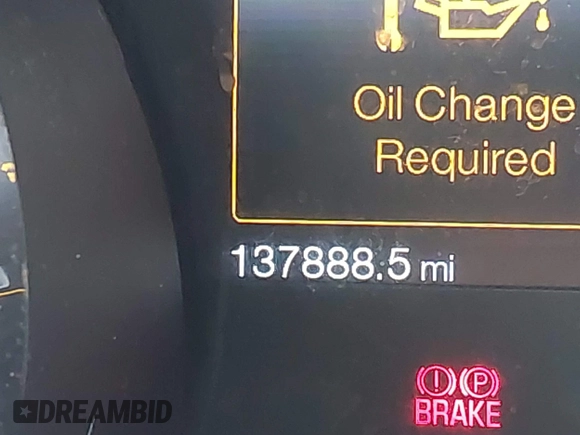 Oil Change
Required
137888.5 mi
(!) (P)
BRAKE
DREAMBID